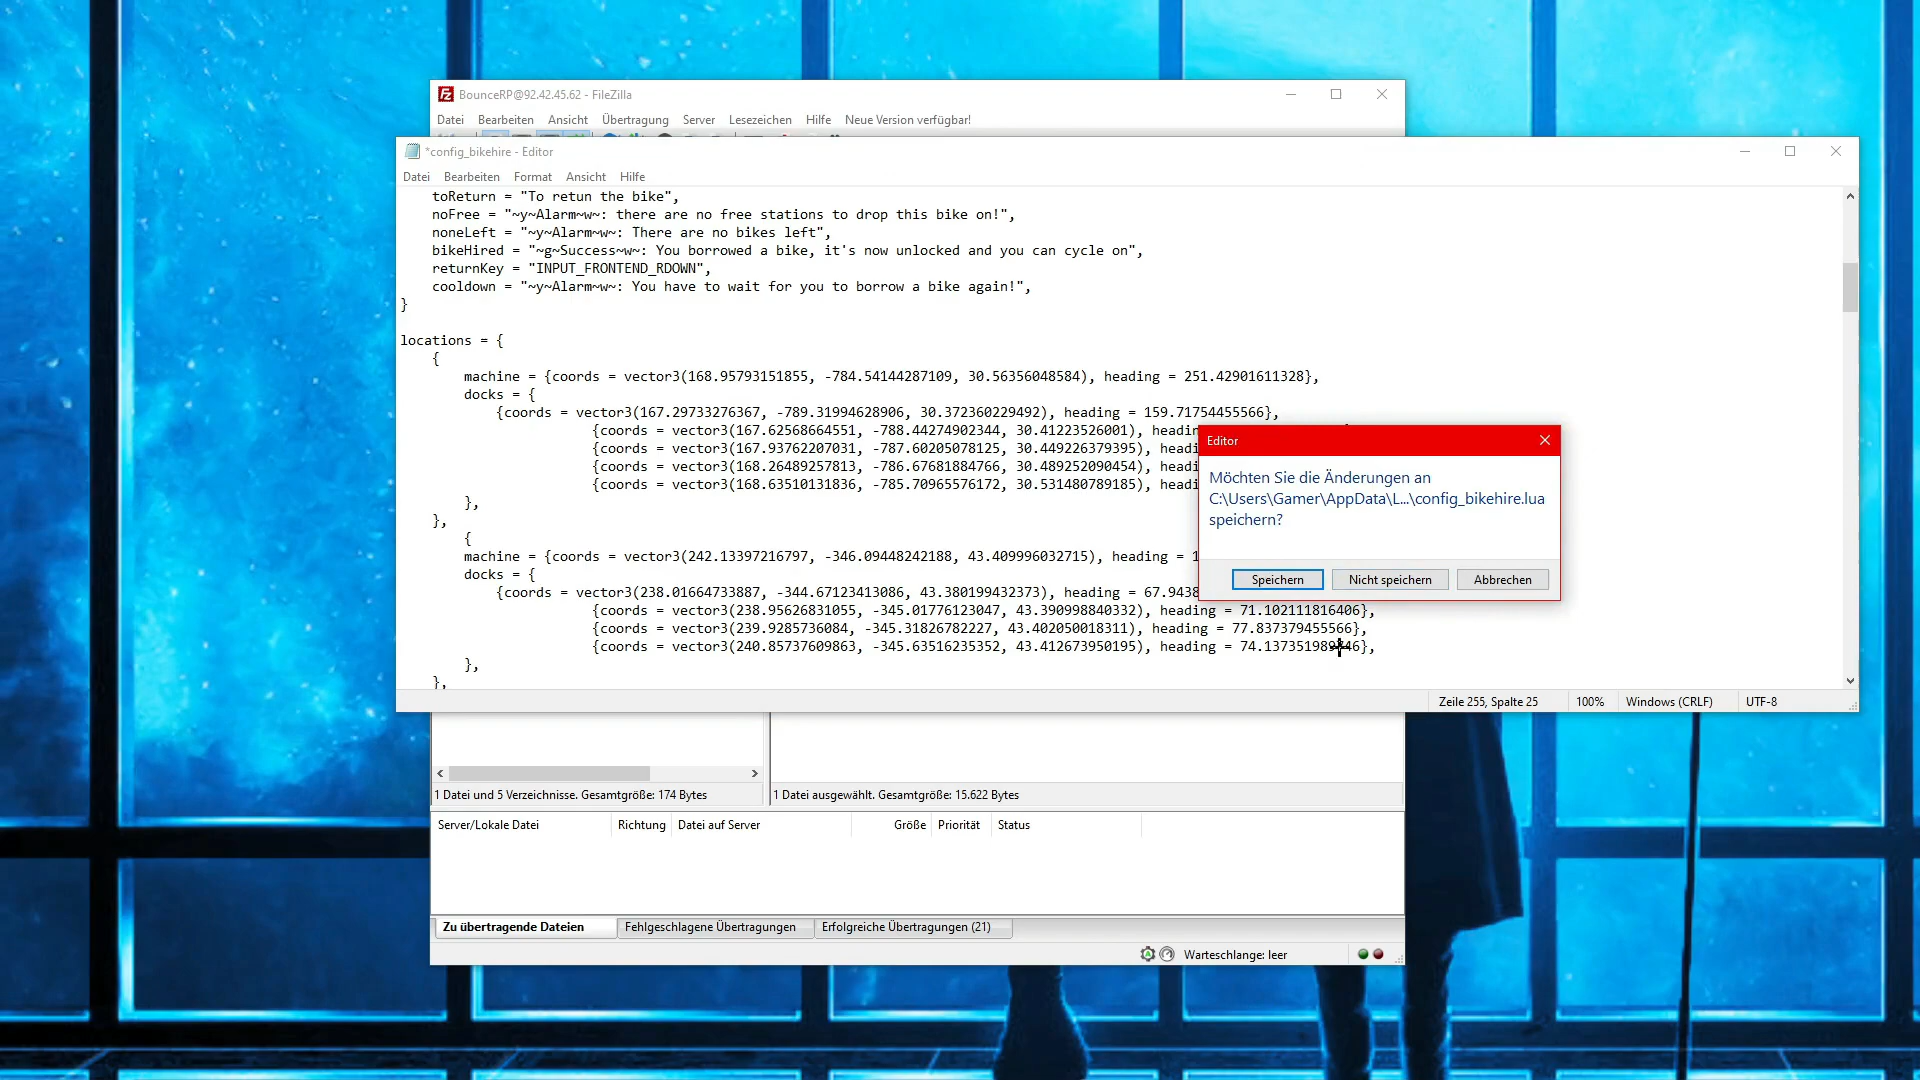 BounceRP@92.42.45.62 - FileZilla
Datei Bearbeiten Ansicht Übertragung Server Lesezeichen Hilfe Neue Version verfügbar!
*config_bikehire - Editor
Datei Bearbeiten Format Ansicht Hilfe
toReturn = "To retun the bike",
noFree = "~y~Alarm~w~: there are no free stations to drop this bike on!",
noneLeft = "~y~Alarm~w~: There are no bikes left",
bikeHired = "~g~Success~w~: You borrowed a bike, it's now unlocked and you can cycle on",
returnKey = "INPUT_FRONTEND_RDOWN",
cooldown = "~y~Alarm~w~: You have to wait for you to borrow a bike again!",
}
locations = {
{
machine = {coords = vector3(168.95793151855, -784.54144287109, 30.56356048584), heading = 251.42901611328},
docks = {
{coords = vector3(167.29733276367, -789.31994628906, 30.372360229492), heading = 159.71754455566},
{coords = vector3(167.62568664551, -788.44274902344, 30.41223526001), headin
{coords = vector3(167.93762207031, -787.60205078125, 30.449226379395), headi
{coords = vector3(168.26489257813, -786.67681884766, 30.489252090454), headi
{coords = vector3(168.63510131836, -785.70965576172, 30.531480789185), headi
},
},
{
machine = {coords = vector3(242.13397216797, -346.09448242188, 43.409996032715), heading = 1
docks = {
{coords = vector3(238.01664733887, -344.67123413086, 43.380199432373), heading = 67.9438
{coords = vector3(238.95626831055, -345.01776123047, 43.390998840332), heading = 71.102111816406},
{coords = vector3(239.9285736084, -345.31826782227, 43.402050018311), heading = 77.837379455566},
{coords = vector3(240.85737609863, -345.63516235352, 43.412673950195), heading =
},
},
Editor
Möchten Sie die Änderungen an
C:\Users\Gamer\AppData\L...\config_bikehire.lua
speichern?
Speichern Nicht speichern Abbrechen
Zeile 255, Spalte 25 100% Windows (CRLF) UTF-8
1 Datei und 5 Verzeichnisse. Gesamtgröße: 174 Bytes
1 Datei ausgewählt. Gesamtgröße: 15.622 Bytes
Server/Lokale Datei Richtung Datei auf Server Größe Priorität Status
Zu übertragende Dateien Fehlgeschlagene Übertragungen Erfolgreiche Übertragungen (21)
Warteschlange: leer